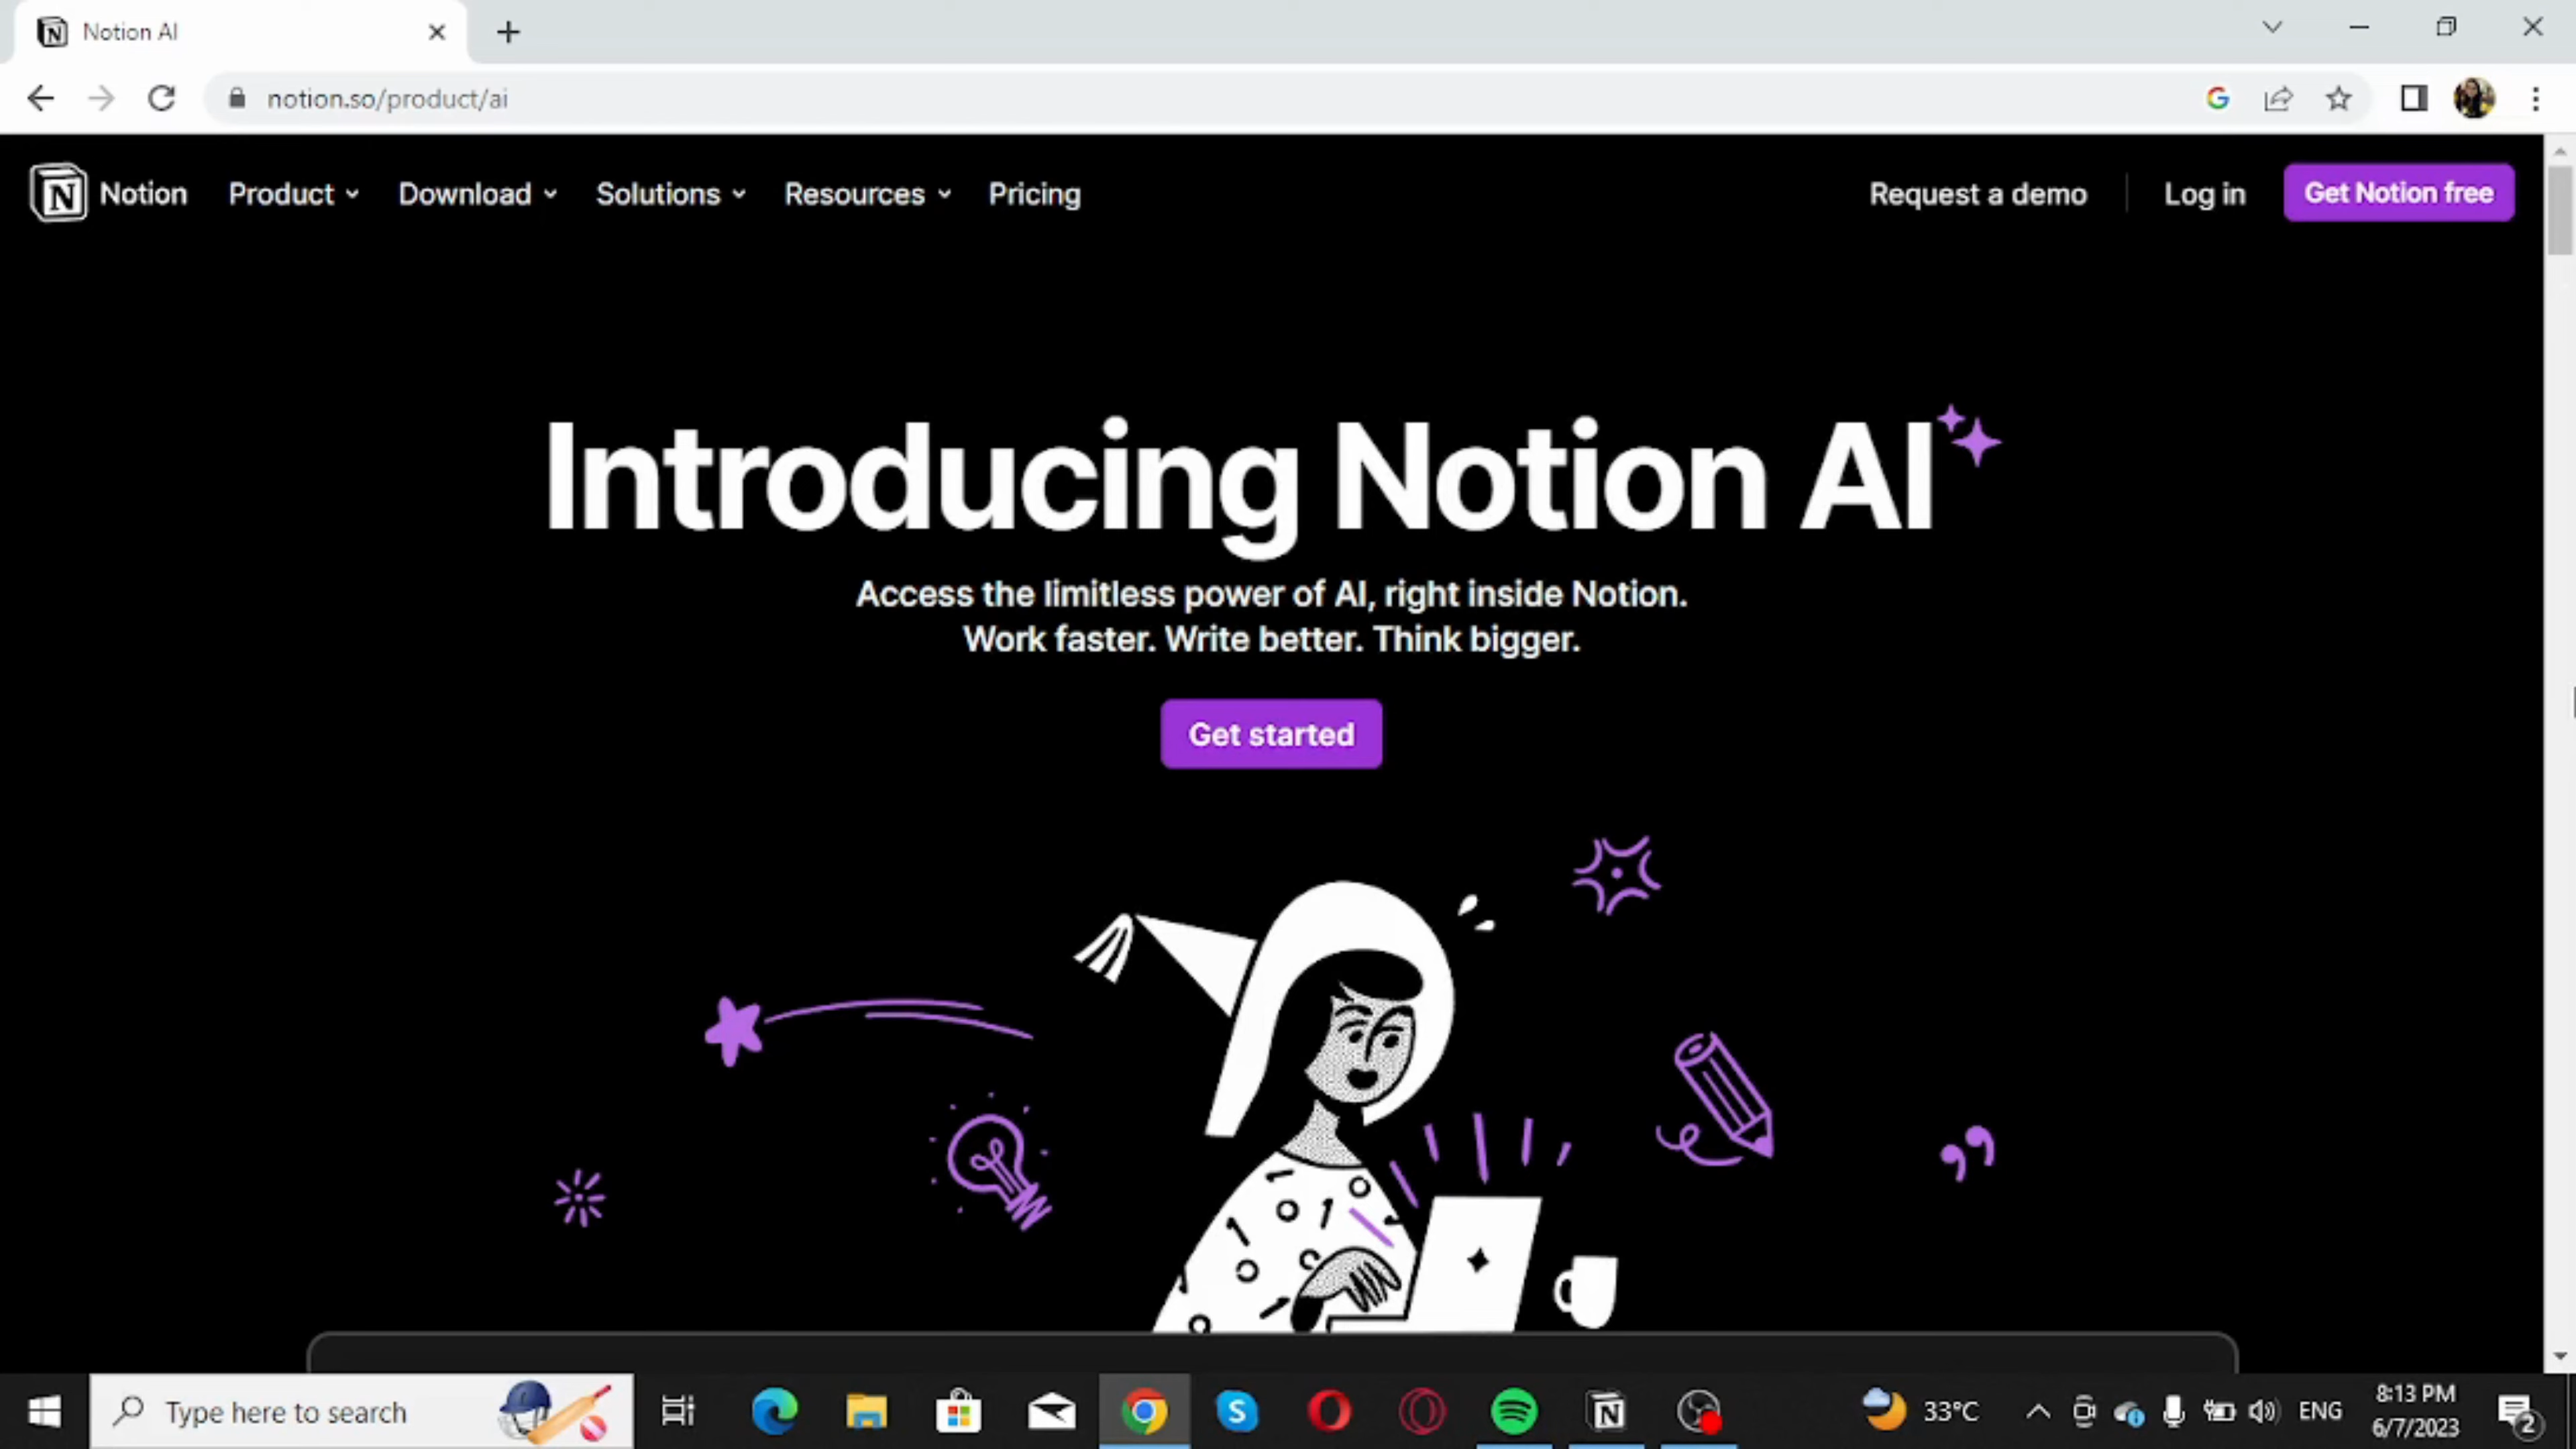 Notion AI
notion.so/product/ai
Notion Product Download Solutions Resources Pricing Request a demo Log in Get Notion free
Introducing Notion AI
Access the limitless power of AI, right inside Notion.
Work faster. Write better. Think bigger.
Get started
Type here to search
33°C
ENG
8:13 PM
6/7/2023
2